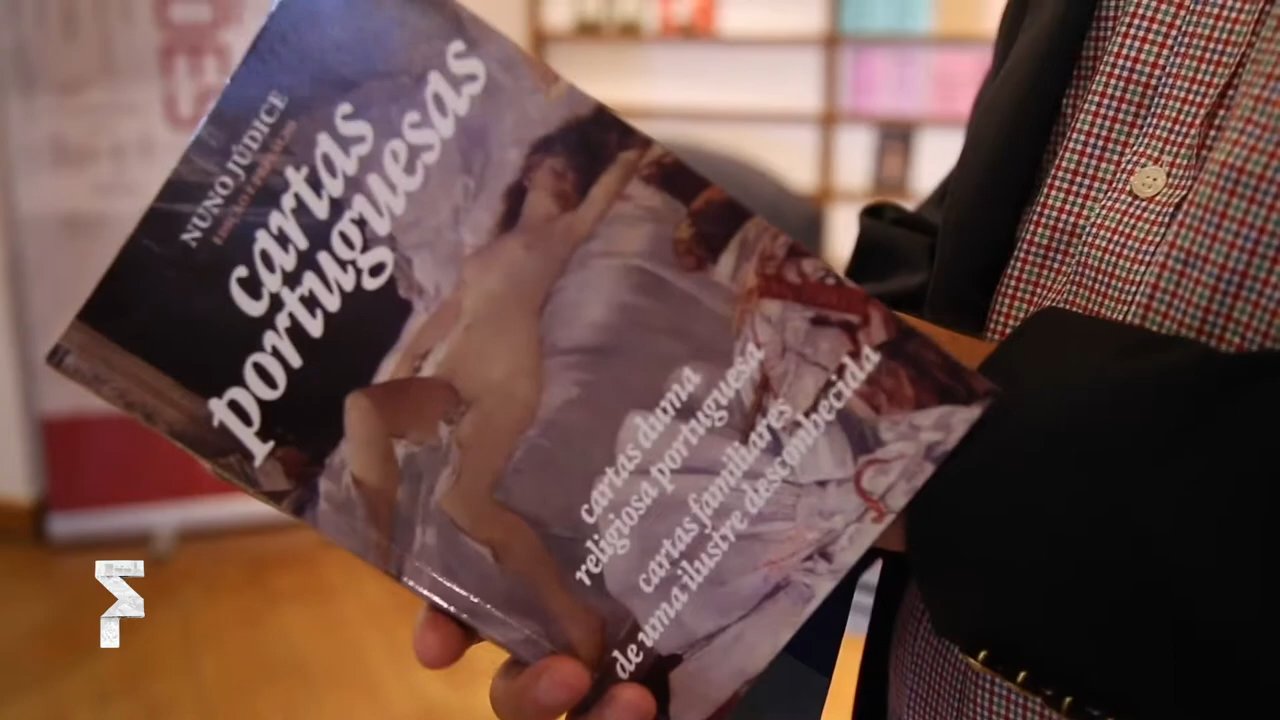 NUNO JÚDICE
cartas
portuguesas
cartas duma
religiosa portuguesa
cartas familiares
de uma ilustre desconhecida